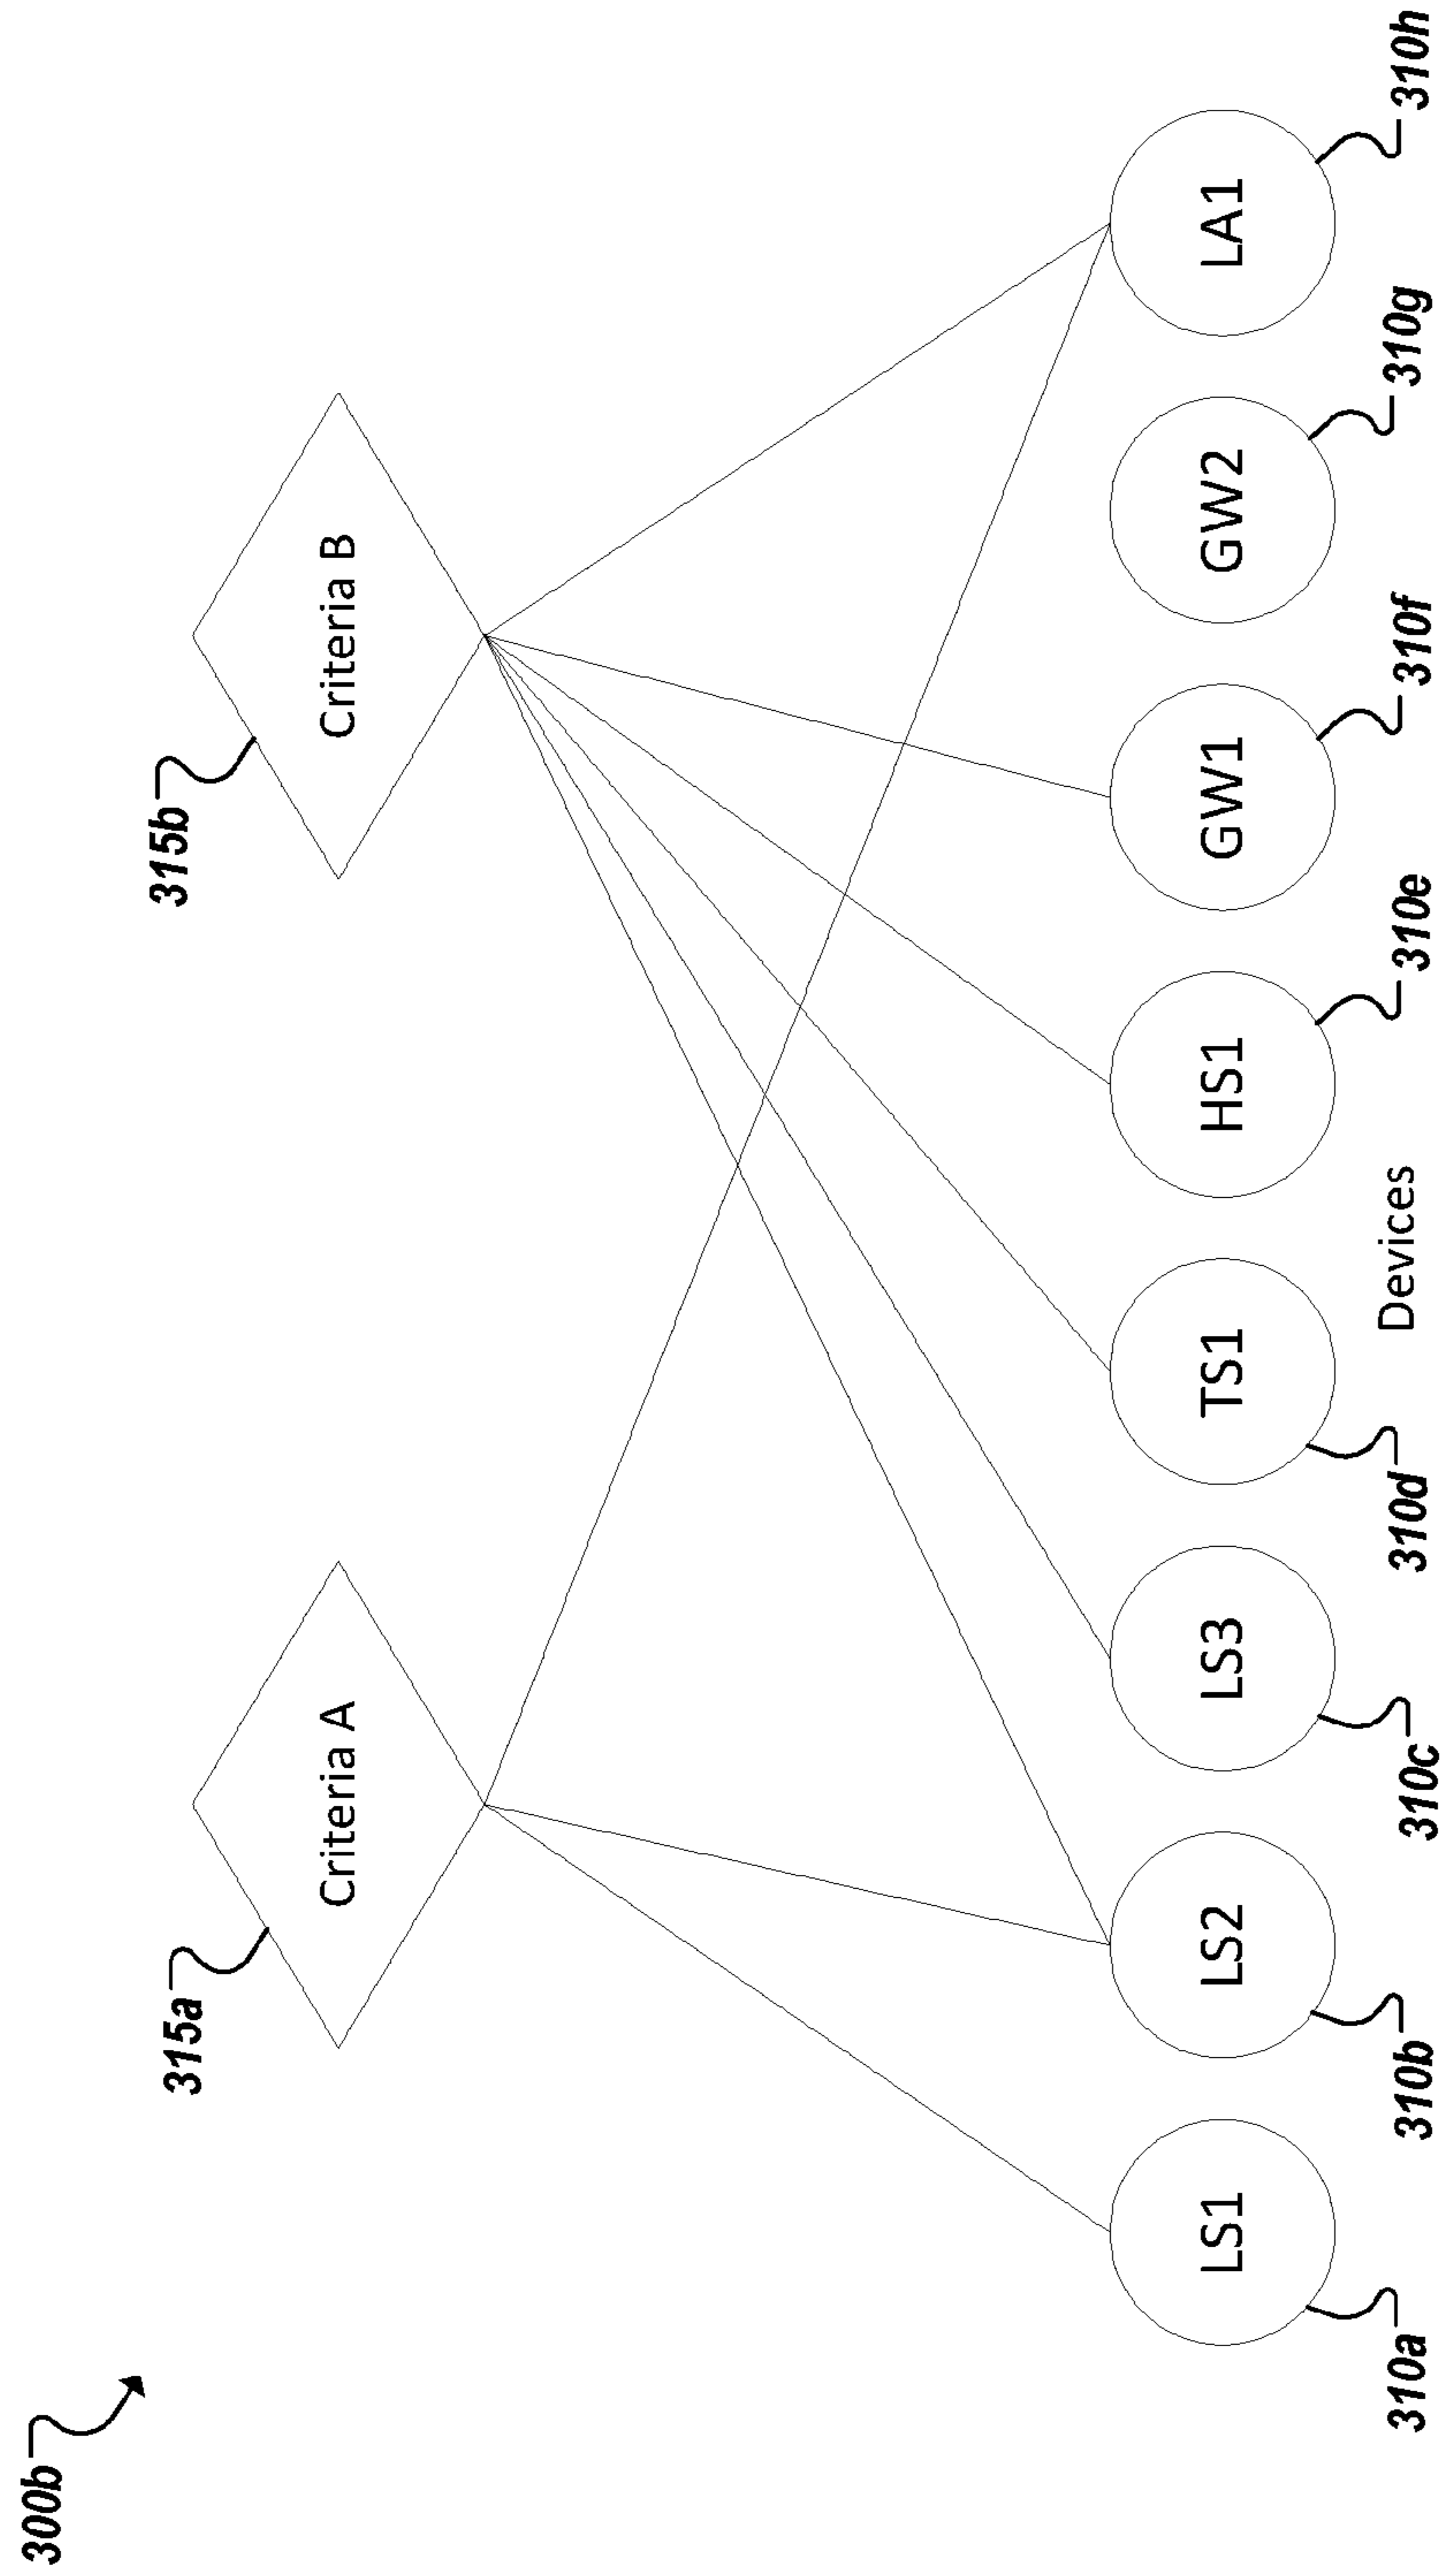 300b
315a
315b
Criteria A
Criteria B
LS1
LS2
LS3
TS1
HS1
GW1
GW2
LA1
310a
310b
310c
310d
310e
310f
310g
310h
Devices